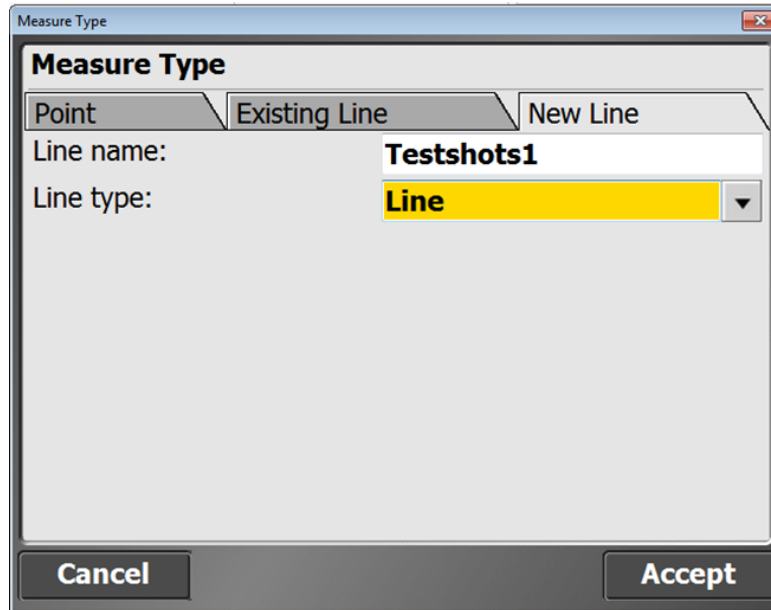 Measure Type
Measure Type
Point Existing Line New Line
Line name: Testshots1
Line type: Line
Cancel Accept